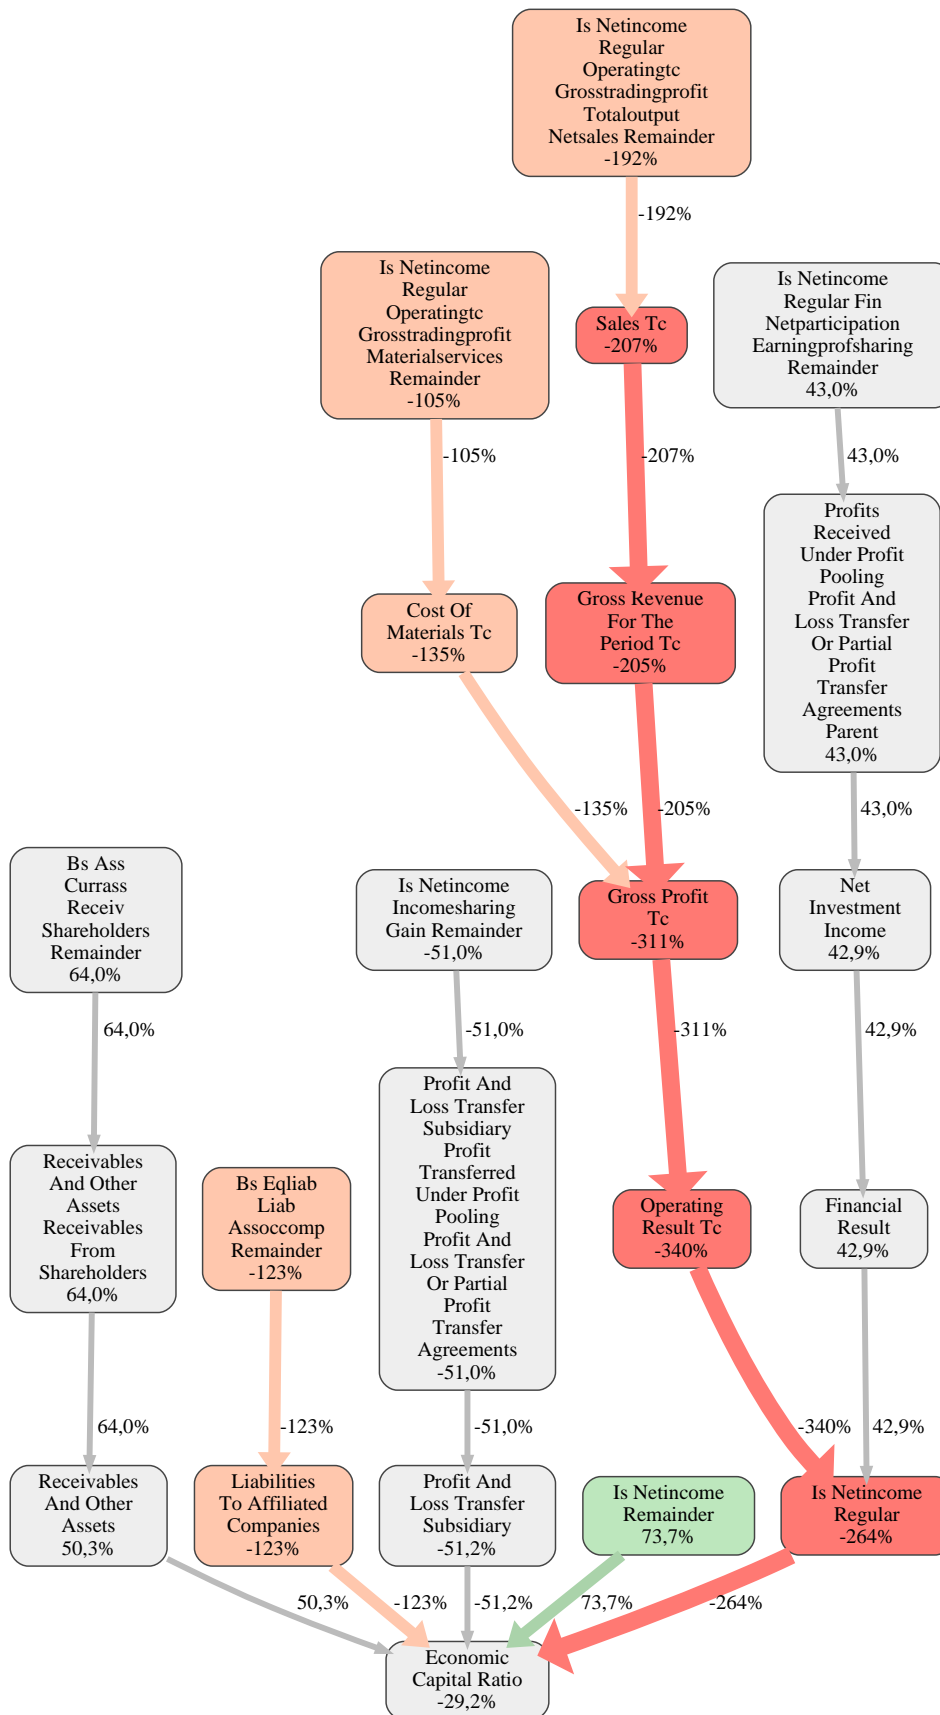 Is Netincome
Regular
Operatingtc
Grosstradingprofit
Totaloutput
Netsales Remainder
-192%
-192%
Is Netincome
Regular
Operatingtc
Grosstradingprofit
Materialservices
Remainder
-105%
Sales Tc
-207%
Is Netincome
Regular Fin
Netparticipation
Earningprofsharing
Remainder
43,0%
-105%
-207%
43,0%
Cost Of
Materials Tc
-135%
Gross Revenue
For The
Period Tc
-205%
Profits
Received
Under Profit
Pooling
Profit And
Loss Transfer
Or Partial
Profit
Transfer
Agreements
Parent
43,0%
-135%
-205%
43,0%
Bs Ass
Currass
Receiv
Shareholders
Remainder
64,0%
Is Netincome
Incomesharing
Gain Remainder
-51,0%
Gross Profit
Tc
-311%
Net
Investment
Income
42,9%
64,0%
-51,0%
-311%
42,9%
Receivables
And Other
Assets
Receivables
From
Shareholders
64,0%
Bs Eqliab
Liab
Assoccomp
Remainder
-123%
Profit And
Loss Transfer
Subsidiary
Profit
Transferred
Under Profit
Pooling
Profit And
Loss Transfer
Or Partial
Profit
Transfer
Agreements
-51,0%
Operating
Result Tc
-340%
Financial
Result
42,9%
64,0%
-123%
-51,0%
-340%
42,9%
Receivables
And Other
Assets
50,3%
Liabilities
To Affiliated
Companies
-123%
Profit And
Loss Transfer
Subsidiary
-51,2%
Is Netincome
Remainder
73,7%
Is Netincome
Regular
-264%
50,3%
-123%
-51,2%
73,7%
-264%
Economic
Capital Ratio
-29,2%